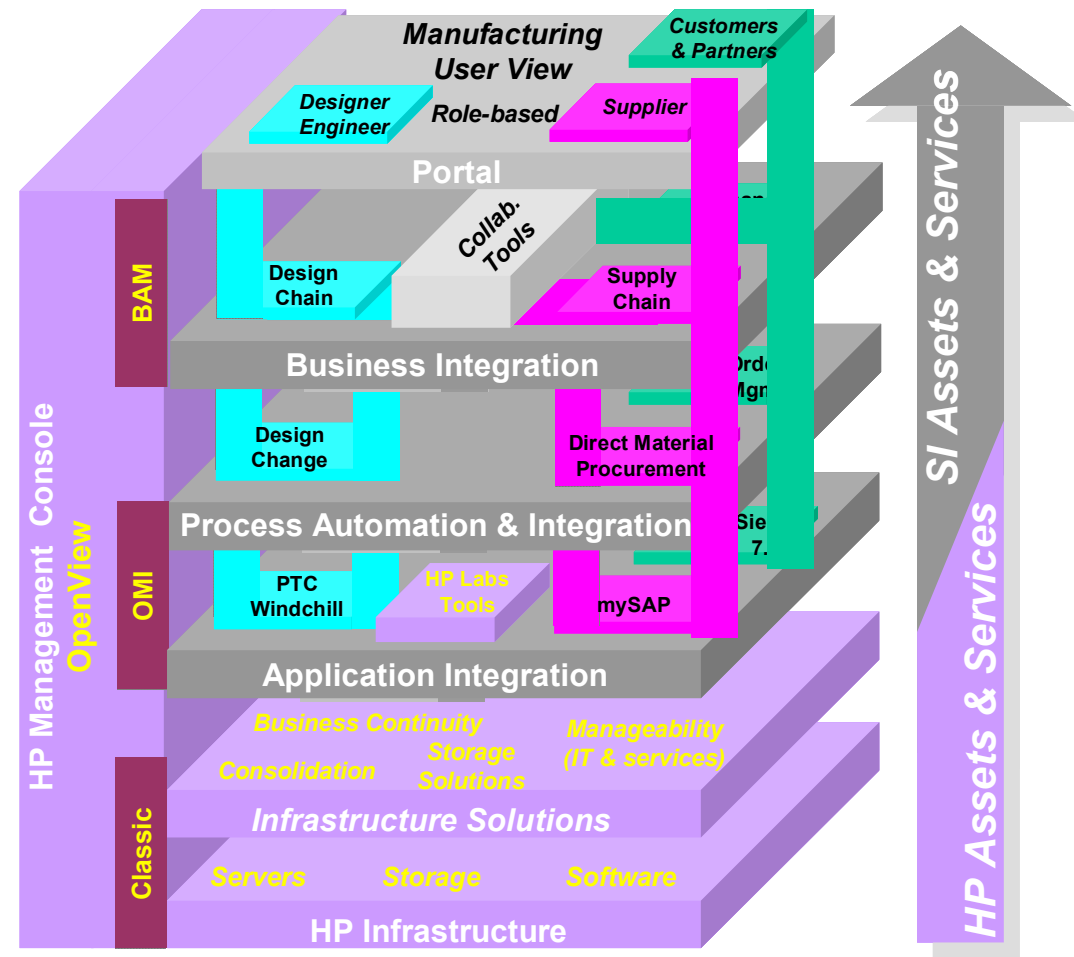 Manufacturing
User View
Customers
& Partners
Designer
Engineer
Role-based
Supplier
Portal
Collab.
Tools
Design
Chain
Supply
Chain
Business Integration
Design
Change
Direct Material
Procurement
Process Automation & Integration
PTC
Windchill
HP Labs
Tools
mySAP
7.
Application Integration
Business Continuity
Manageability
(IT & services)
Storage
Solutions
Consolidation
Infrastructure Solutions
Servers Storage Software
HP Infrastructure
HP Management Console
OpenView
BAM
OMI
Classic
SI Assets & Services
HP Assets & Services